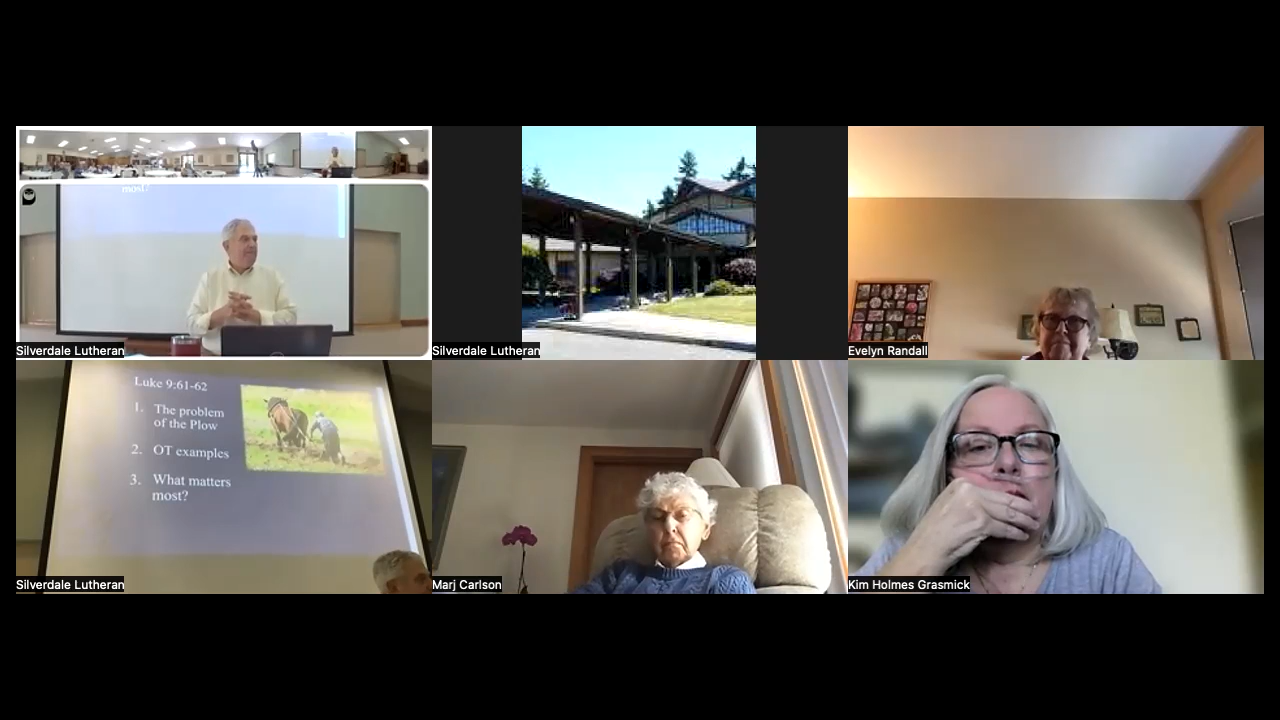 most?
Silverdale Lutheran
Silverdale Lutheran
Evelyn Randall
Luke 9:61-62
1. The problem
of the Plow
2. OT examples
3. What matters
most?
Silverdale Lutheran
Marj Carlson
Kim Holmes Grasmick